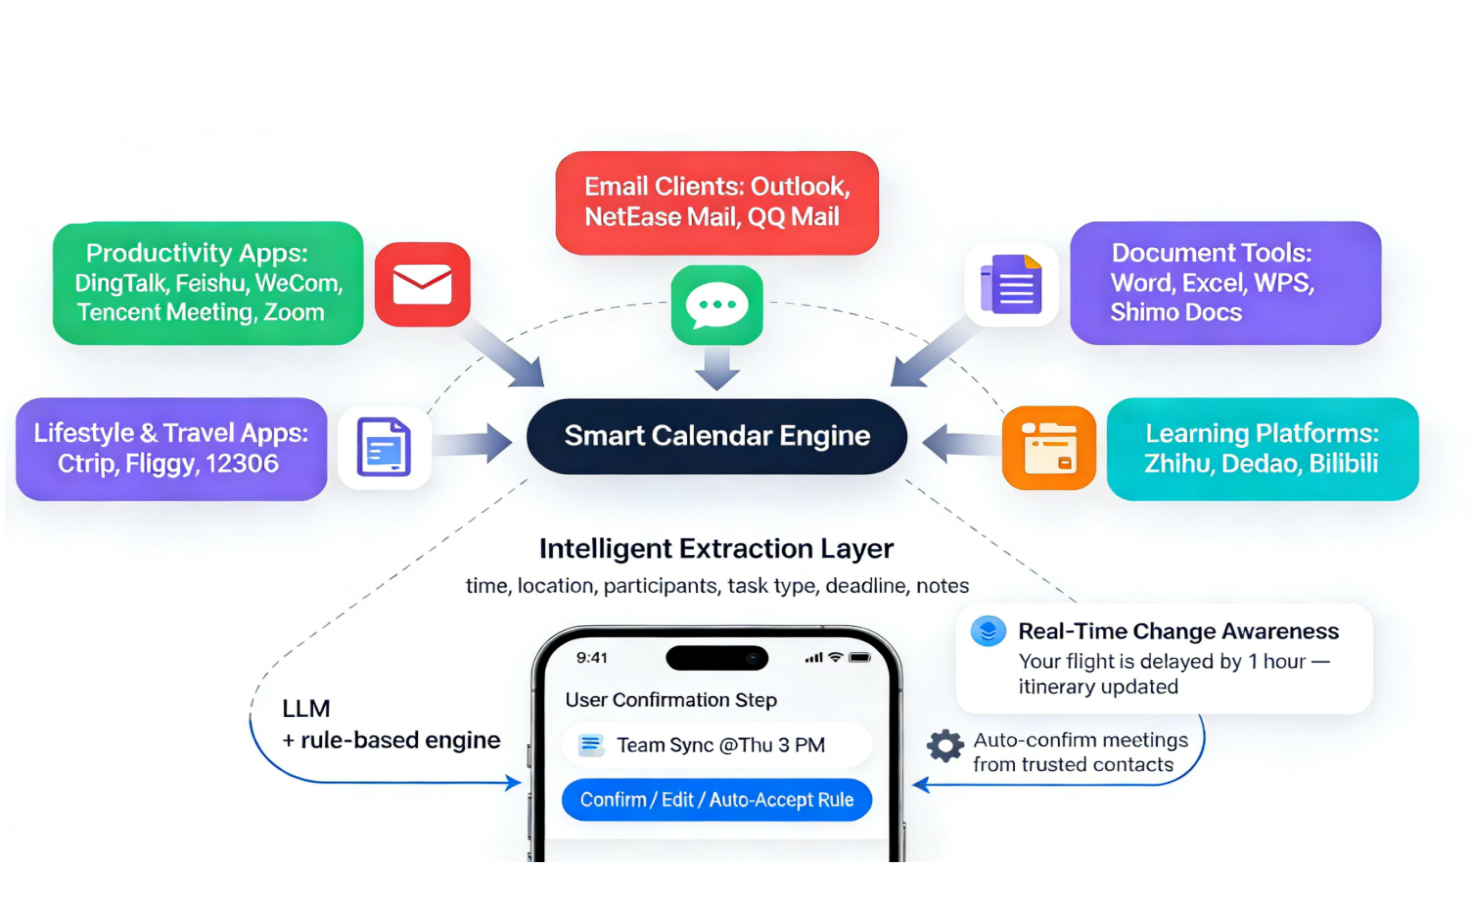 Email Clients: Outlook,
NetEase Mail, QQ Mail
Productivity Apps:
DingTalk, Feishu, WeCom,
Tencent Meeting, Zoom
Document Tools:
Word, Excel, WPS,
Shimo Docs
Lifestyle & Travel Apps:
Ctrip, Fliggy, 12306
Smart Calendar Engine
Learning Platforms:
Zhihu, Dedao, Bilibili
Intelligent Extraction Layer
time, location, participants, task type, deadline, notes
Real-Time Change Awareness
Your flight is delayed by 1 hour —
itinerary updated
9:41
User Confirmation Step
Team Sync @Thu 3 PM
Confirm / Edit / Auto-Accept Rule
LLM
+ rule-based engine
Auto-confirm meetings
from trusted contacts